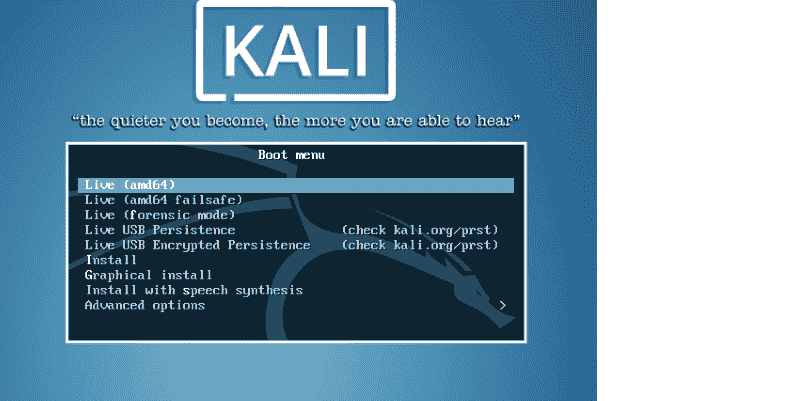 KALI
“the quieter you become, the more you are able to hear”
Boot menu
Live (amd64)
Live (amd64 failsafe)
Live (forensic mode)
Live USB Persistence (check kali.org/prst)
Live USB Encrypted Persistence (check kali.org/prst)
Install
Graphical install
Install with speech synthesis
Advanced options >